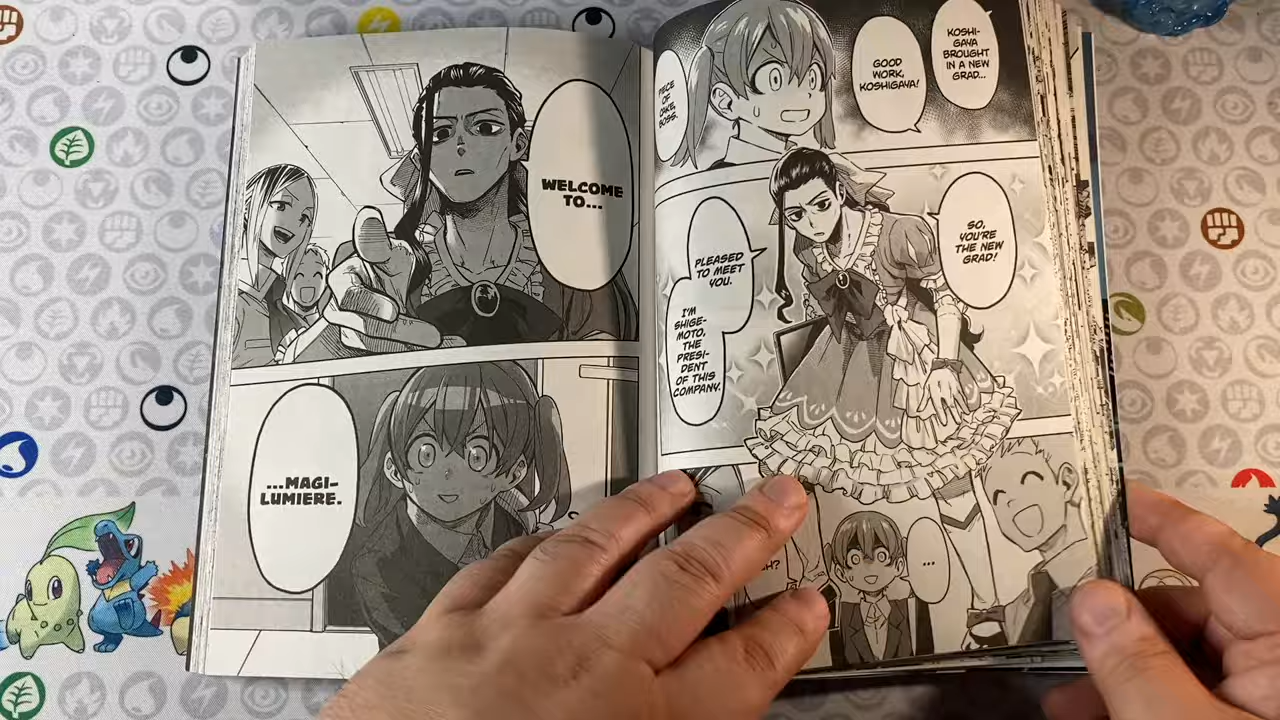 KOSHI-
GAYA
BROUGHT
IN A NEW
GRAD...
GOOD
WORK,
KOSHIGAYA!
PIECE
OF
CAKE,
BOSS.
SO,
YOU'RE
THE NEW
GRAD!
PLEASED
TO MEET
YOU.
I'M
SHIGE-
MOTO,
THE
PRESI-
DENT
OF THIS
COMPANY.
...
WELCOME
TO...
...MAGI-
LUMIERE.